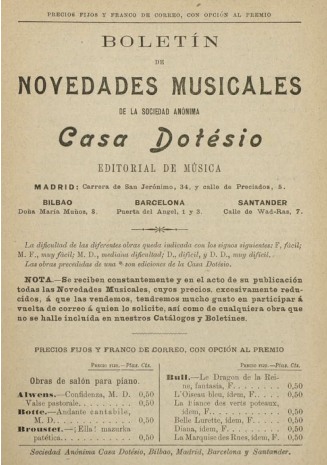 PRECIOS FIJOS Y FRANCO DE CORREO, CON OPCIÓN AL PREMIO
BOLETÍN
DE
NOVEDADES MUSICALES
DE LA SOCIEDAD ANÓNIMA
Casa Dotésio
EDITORIAL DE MÚSICA
MADRID: Carrera de San Jerónimo, 34, y calle de Preciados, 5.
BILBAO
Doña María Muñoz, 8.
BARCELONA
Puerta del Angel, 1 y 3.
SANTANDER
Calle de Wad-Ras, 7.
La dificultad de las diferentes obras queda indicada con los signos siguientes: F, fácil;
M. F., muy fácil; M. D., mediana dificultad; D., difícil, y D. D., muy difícil.
Las obras precedidas de una * son ediciones de la Casa Dotésio.
NOTA.—Se reciben constantemente y en el acto de su publicación
todas las Novedades Musicales, cuyos precios, excesivamente redu-
cidos, á que las vendemos, tendremos mucho gusto en participar á
vuelta de correo á quien lo solicite, así como de cualquiera obra que
no se halle incluida en nuestros Catálogos y Boletines.
PRECIOS FIJOS Y FRANCO DE CORREO, CON OPCIÓN AL PREMIO
Precio fijo.—Ptas. Cts.
Obras de salón para piano.
Alwens.—Confidensa, M. D. 0,50
Valse pastorale. 0,50
Botte.—Andante cantabile,
M. D. 0,50
Broustet.—¡Ella! mazurka
patética. 0,50
Precio fijo.—Ptas. Cts.
Bull.—Le Dragon de la Rei-
ne, fantasia, F. 0,50
L'Oiseau bleu, idem, F. 0,50
La Fiancé des verts poteaux,
idem, F. 0,50
Belle Lurette, idem, F. 0,50
Diana, idem, F. 0,50
La Marquise des Rues, idem, F. 0,50
Sociedad Anónima Casa Dotésio, Bilbao, Madrid, Barcelona y Santander.